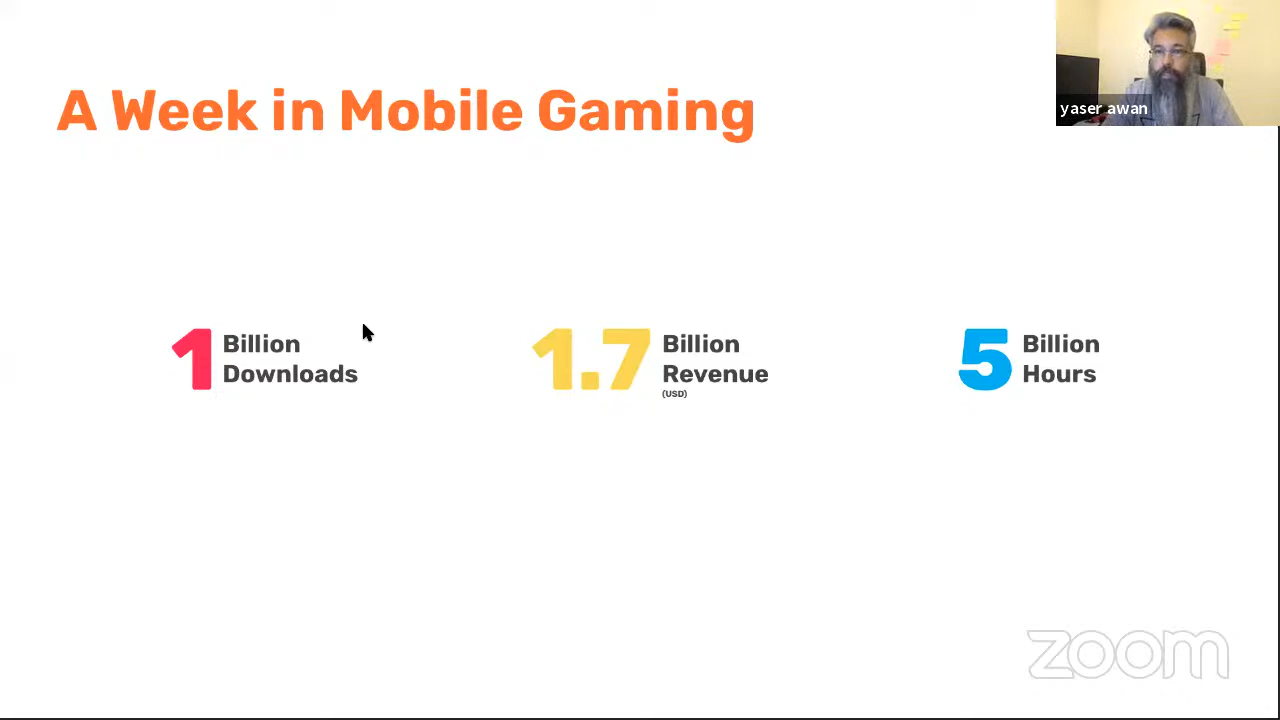 A Week in Mobile Gaming
yaser awan
1 Billion
Downloads
1.7 Billion
Revenue
(USD)
5 Billion
Hours
zoom